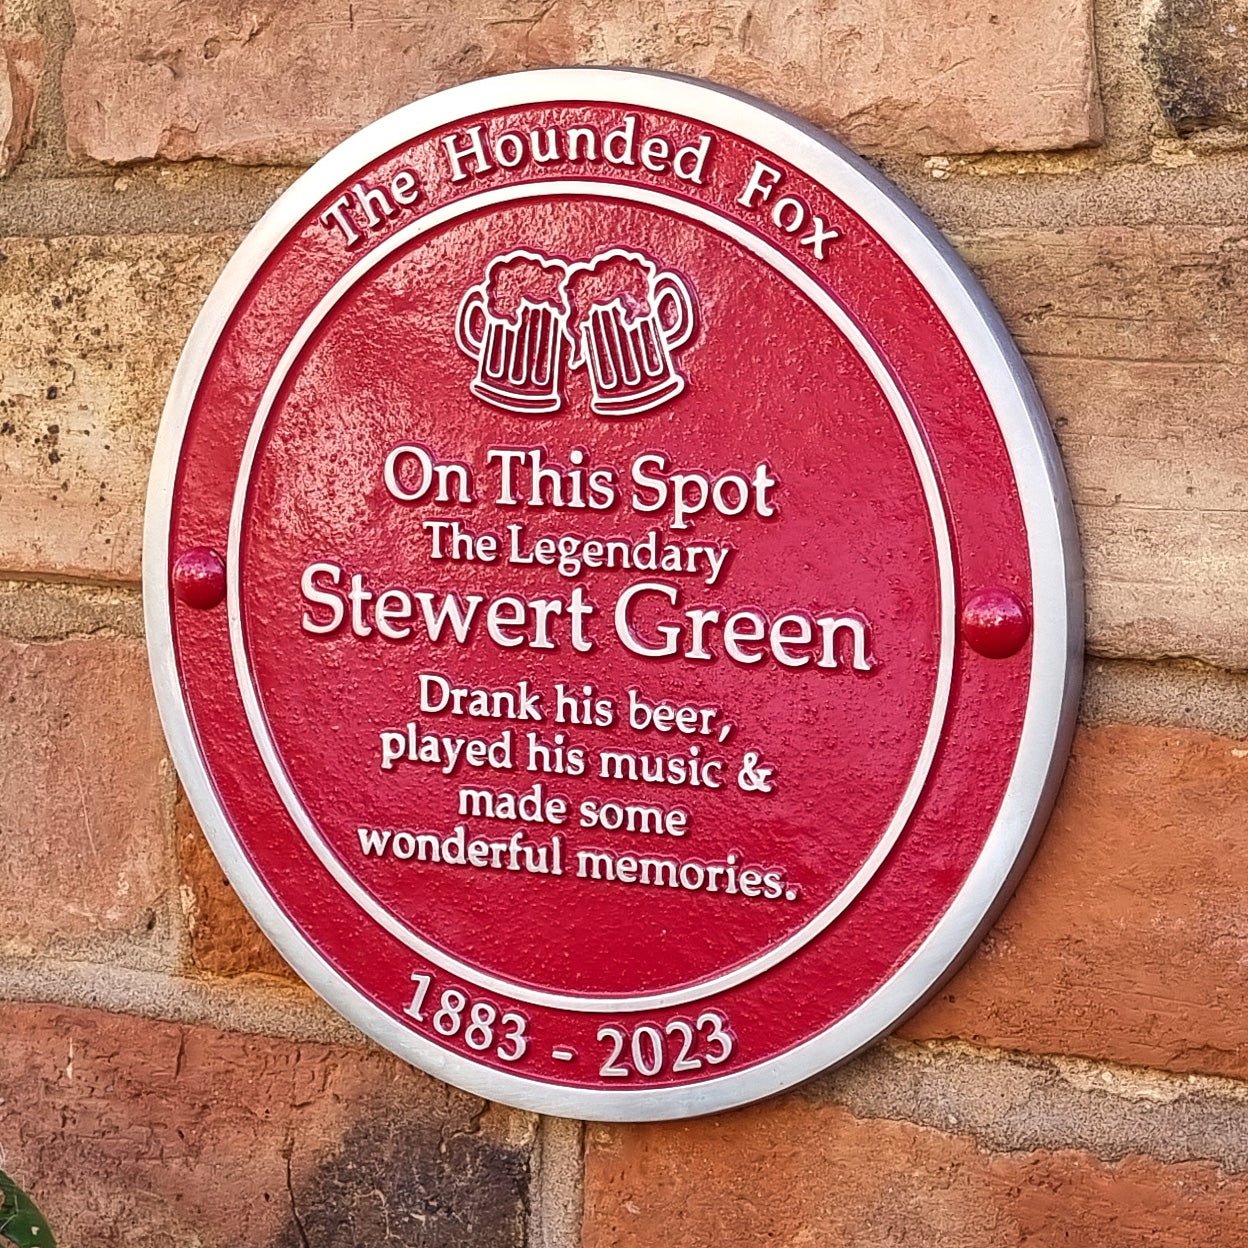 The Hounded Fox
On This Spot
The Legendary
Stewert Green
Drank his beer,
played his music &
made some
wonderful memories.
1883 - 2023